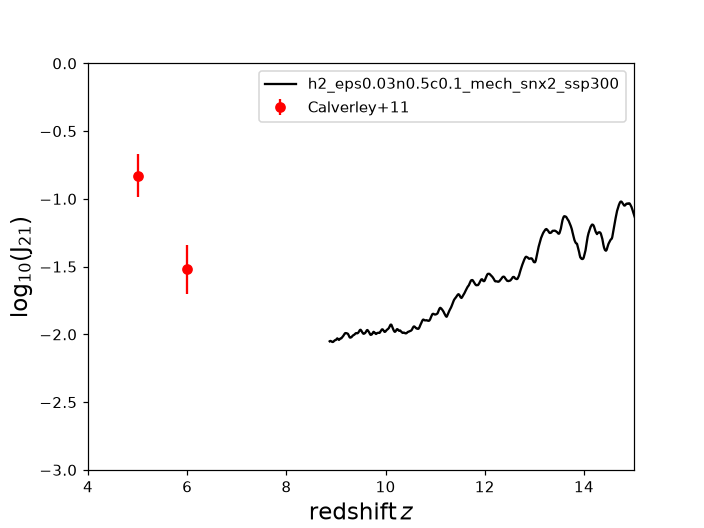 h2_eps0.03n0.5c0.1_mech_snx2_ssp300
Calverley+11
0.0
−0.5
−1.0
−1.5
−2.0
−2.5
−3.0
log₁₀(J₂₁)
4 6 8 10 12 14
redshift z